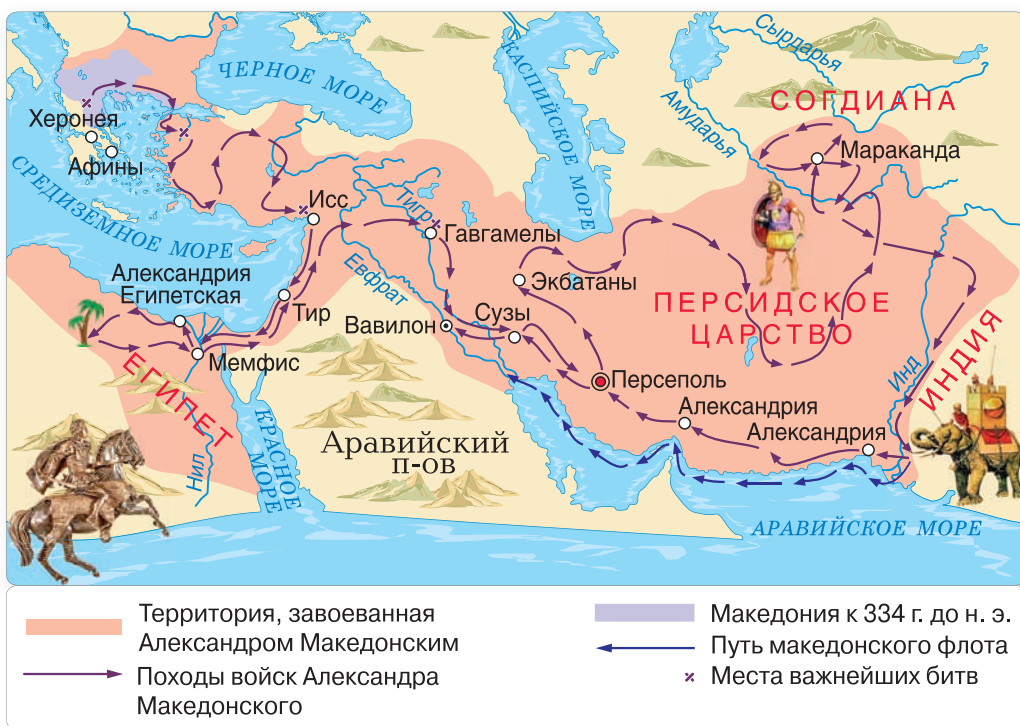 ЧЕРНОЕ МОРЕ
КАСПИЙСКОЕ МОРЕ
Сырдарья
Амударья
СОГДИАНА
Мараканда
Херонея
Афины
СРЕДИЗЕМНОЕ МОРЕ
Исс
Тигр
Гавгамелы
Евфрат
Экбатаны
Александрия
Египетская
Тир
Вавилон
Сузы
ПЕРСИДСКОЕ
ЦАРСТВО
Мемфис
ЕГИПЕТ
Персеполь
Инд
ИНДИЯ
Александрия
Александрия
Аравийский
п-ов
Нил
КРАСНОЕ
МОРЕ
АРАВИЙСКОЕ МОРЕ
Территория, завоеванная
Александром Македонским
Походы войск Александра
Македонского
Македония к 334 г. до н. э.
Путь македонского флота
Места важнейших битв